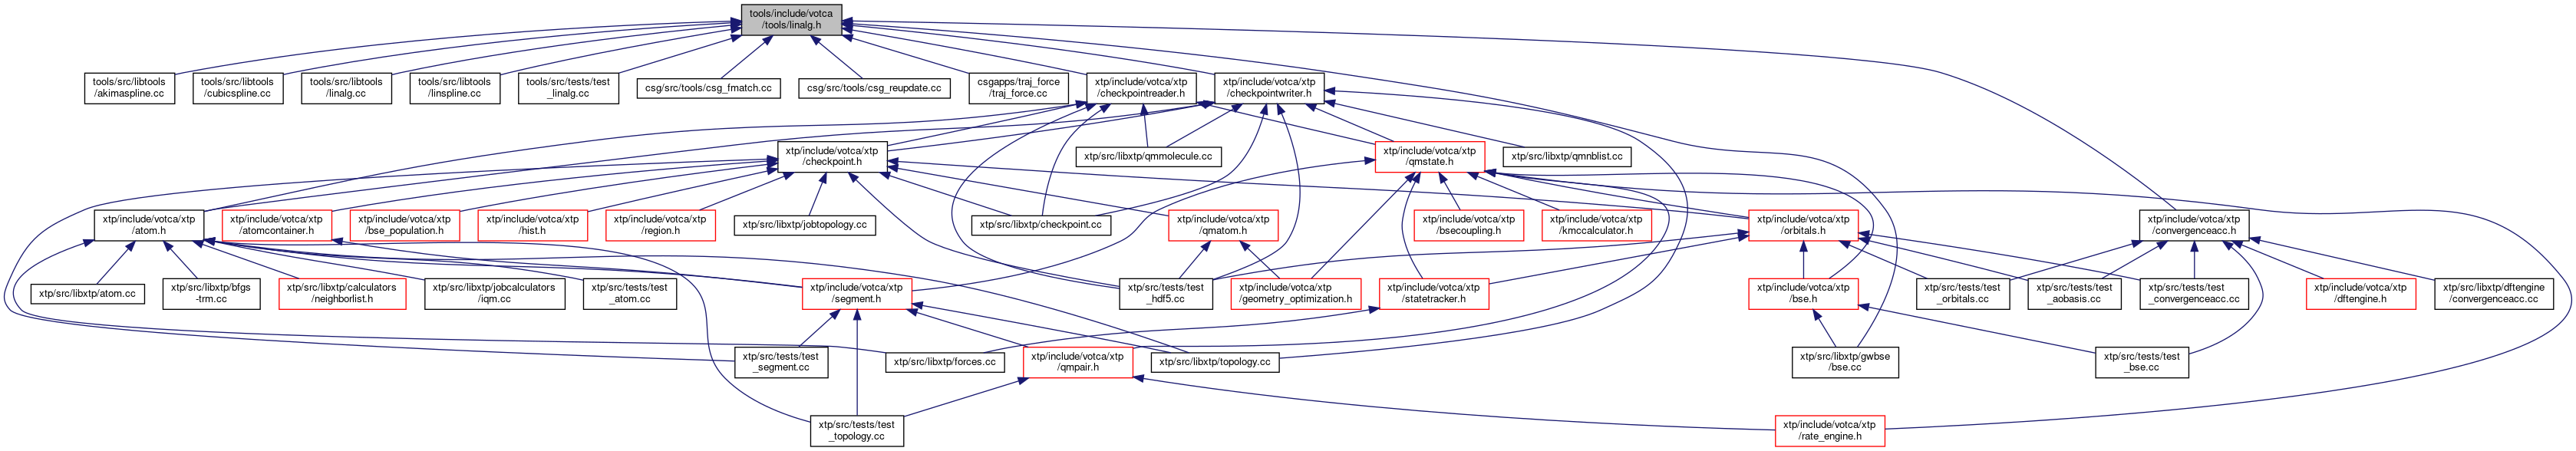 tools/include/votca
/tools/linalg.h
tools/src/libtools
/akimaspline.cc
tools/src/libtools
/cubicspline.cc
tools/src/libtools
/linalg.cc
tools/src/libtools
/linspline.cc
tools/src/tests/test
_linalg.cc
csg/src/tools/csg_fmatch.cc
csg/src/tools/csg_reupdate.cc
csgapps/traj_force
/traj_force.cc
xtp/include/votca/xtp
/checkpointreader.h
xtp/include/votca/xtp
/checkpointwriter.h
xtp/include/votca/xtp
/checkpoint.h
xtp/src/libxtp/qmmolecule.cc
xtp/include/votca/xtp
/qmstate.h
xtp/src/libxtp/qmnblist.cc
xtp/include/votca/xtp
/atom.h
xtp/include/votca/xtp
/atomcontainer.h
xtp/include/votca/xtp
/bse_population.h
xtp/include/votca/xtp
/hist.h
xtp/include/votca/xtp
/region.h
xtp/src/libxtp/jobtopology.cc
xtp/src/libxtp/checkpoint.cc
xtp/include/votca/xtp
/qmatom.h
xtp/include/votca/xtp
/bsecoupling.h
xtp/include/votca/xtp
/kmccalculator.h
xtp/include/votca/xtp
/orbitals.h
xtp/include/votca/xtp
/convergenceacc.h
xtp/src/libxtp/atom.cc
xtp/src/libxtp/bfgs
-trm.cc
xtp/src/libxtp/calculators
/neighborlist.h
xtp/src/libxtp/jobcalculators
/iqm.cc
xtp/src/tests/test
_atom.cc
xtp/include/votca/xtp
/segment.h
xtp/src/tests/test
_hdf5.cc
xtp/include/votca/xtp
/geometry_optimization.h
xtp/include/votca/xtp
/statetracker.h
xtp/include/votca/xtp
/bse.h
xtp/src/tests/test
_orbitals.cc
xtp/src/tests/test
_aobasis.cc
xtp/src/tests/test
_convergenceacc.cc
xtp/include/votca/xtp
/dftengine.h
xtp/src/libxtp/dftengine
/convergenceacc.cc
xtp/src/tests/test
_segment.cc
xtp/src/libxtp/forces.cc
xtp/include/votca/xtp
/qmpair.h
xtp/src/libxtp/topology.cc
xtp/src/libxtp/gwbse
/bse.cc
xtp/src/tests/test
_bse.cc
xtp/src/tests/test
_topology.cc
xtp/include/votca/xtp
/rate_engine.h